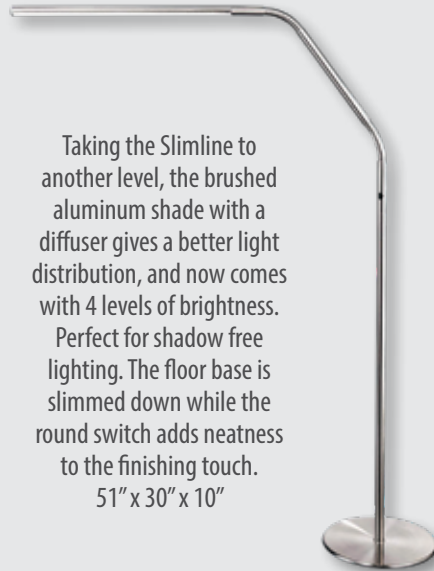 Taking the Slimline to
another level, the brushed
aluminum shade with a
diffuser gives a better light
distribution, and now comes
with 4 levels of brightness.
Perfect for shadow free
lighting. The floor base is
slimmed down while the
round switch adds neatness
to the finishing touch.
51” x 30” x 10”